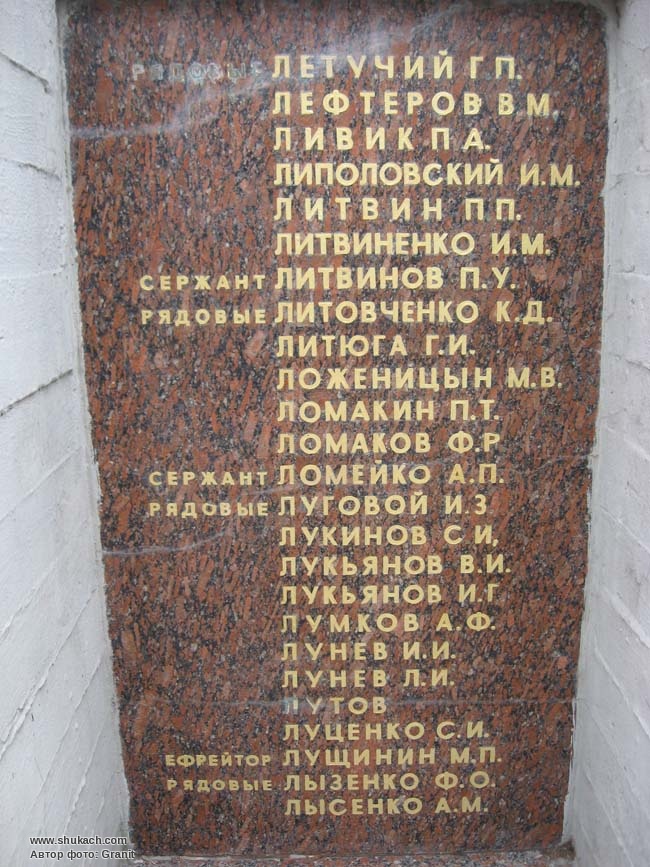 РЯДОВЫЕ ЛЕТУЧИЙ Г.П.
ЛЕФТЕРОВ В.М.
ЛИВИК П А.
ЛИПОЛОВСКИЙ И.М.
ЛИТВИН П П.
ЛИТВИНЕНКО И.М.
СЕРЖАНТ ЛИТВИНОВ П.У.
РЯДОВЫЕ ЛИТОВЧЕНКО К.Д.
ЛИТЮГА Г.И.
ЛОЖЕНИЦЫН М.В.
ЛОМАКИН П.Т.
ЛОМАКОВ Ф.Р
СЕРЖАНТ ЛОМЕЙКО А.П.
РЯДОВЫЕ ЛУГОВОЙ И.З
ЛУКИНОВ С И,
ЛУКЬЯНОВ В.И.
ЛУКЬЯНОВ И.Г
ЛУМКОВ А.Ф.
ЛУНЕВ И.И.
ЛУНЕВ Л.И.
ЛУТОВ
ЛУЦЕНКО С.И.
ЕФРЕЙТОР ЛУЩИНИН М.П.
РЯДОВЫЕ ЛЫЗЕНКО Ф.О.
ЛЫСЕНКО А.М.
www.shukach.com
Автор фото: Granit